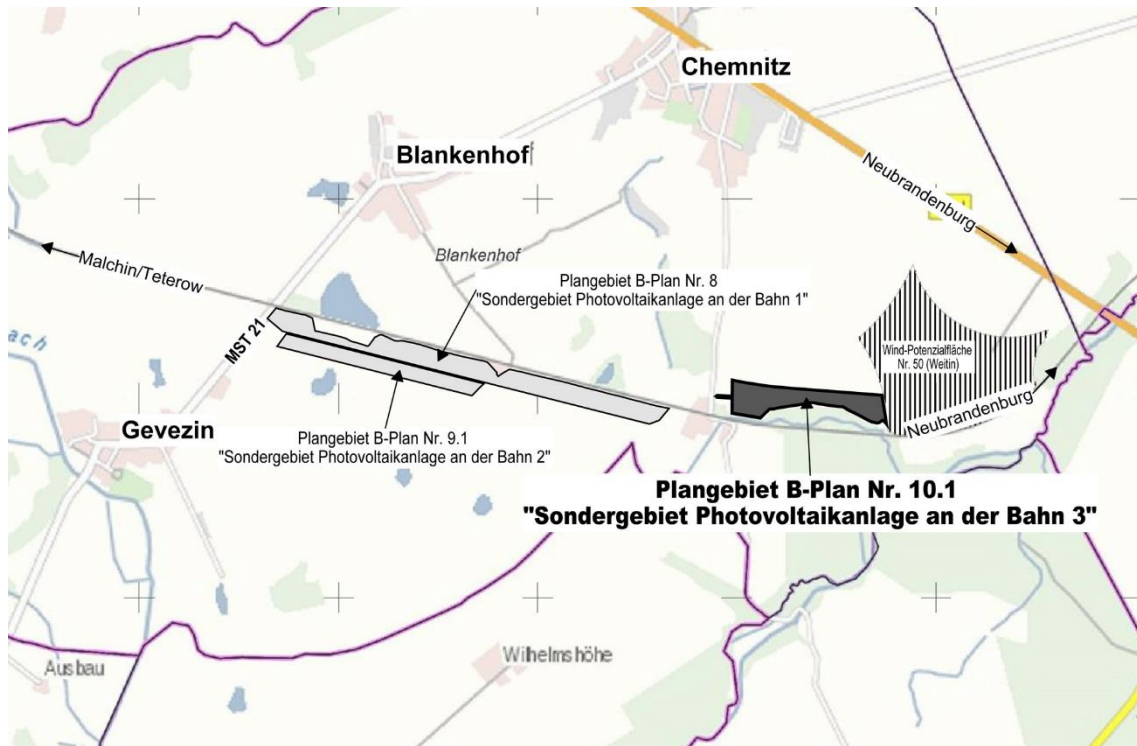 Chemnitz
Blankenhof
Neubrandenburg
Blankenhof
Malchin/Teterow
Plangebiet B-Plan Nr. 8
"Sondergebiet Photovoltaikanlage an der Bahn 1"
MST 21
Wind-Potenzialfläche
Nr. 50 (Weitin)
Neubrandenburg
Gevezin
Plangebiet B-Plan Nr. 9.1
"Sondergebiet Photovoltaikanlage an der Bahn 2"
Plangebiet B-Plan Nr. 10.1
"Sondergebiet Photovoltaikanlage an der Bahn 3"
Wilhelmshöhe
Ausbau